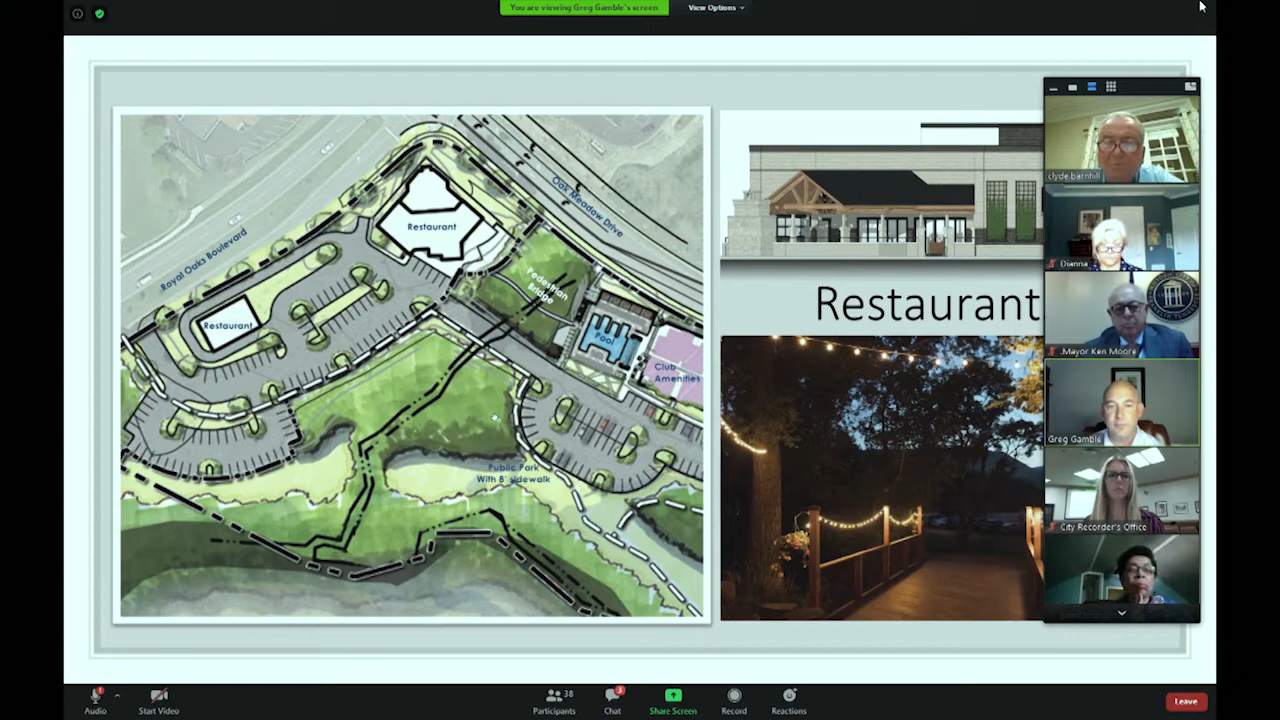 You are viewing Greg Gamble's screen
View Options
Oak Meadow Drive
Restaurant
Royal Oaks Boulevard
Pedestrian
Bridge
Restaurant
Pool
Club
Amenities
Public Park
With 8' sidewalk
Restaurant
clyde.barnhill
Dianna
.Mayor Ken Moore
Greg Gamble
City Recorder's Office
Audio
Start Video
38
Participants
3
Chat
Share Screen
Record
Reactions
Leave